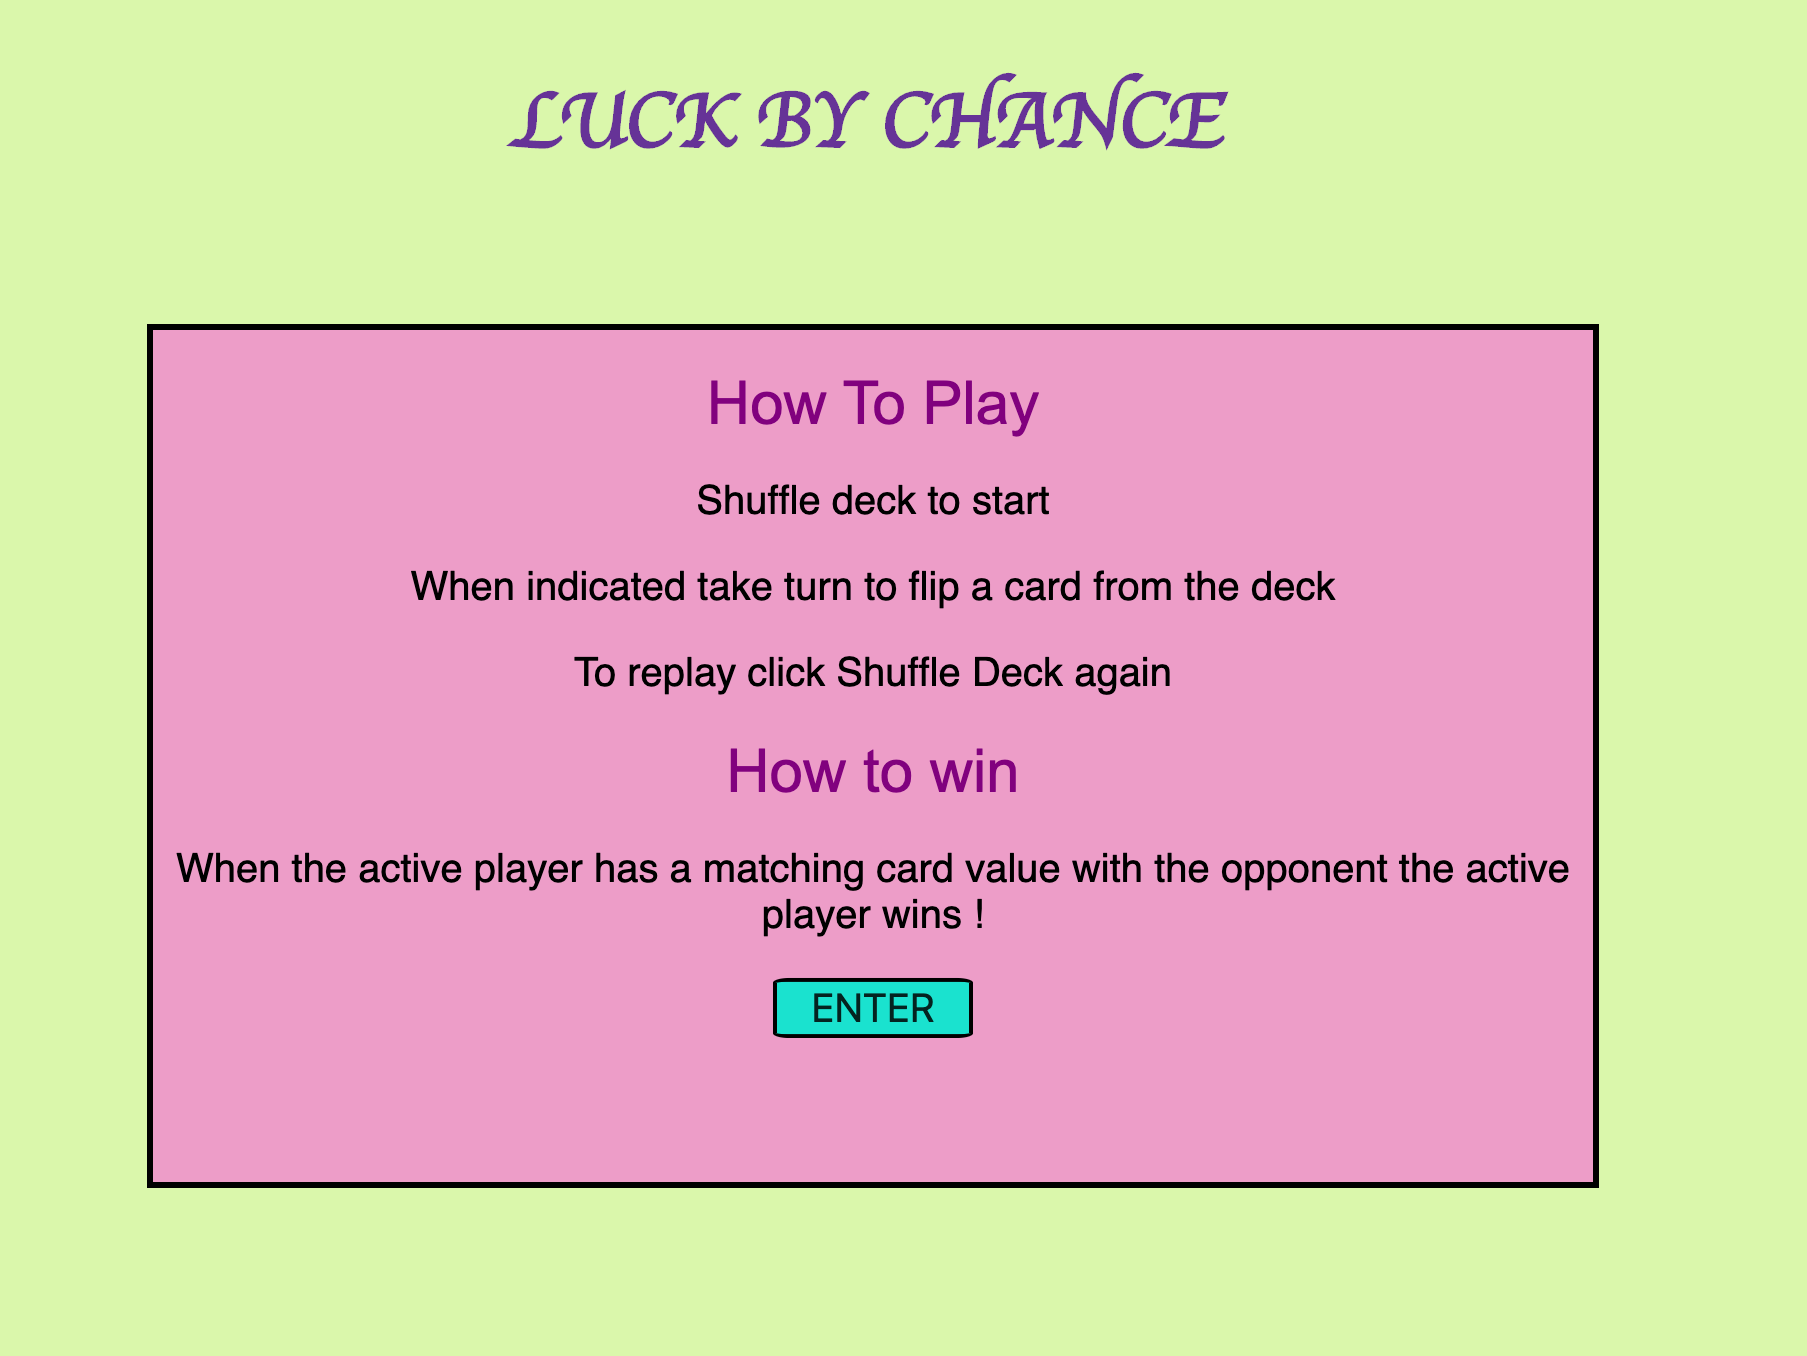 LUCK BY CHANCE
How To Play
Shuffle deck to start
When indicated take turn to flip a card from the deck
To replay click Shuffle Deck again
How to win
When the active player has a matching card value with the opponent the active
player wins !
ENTER